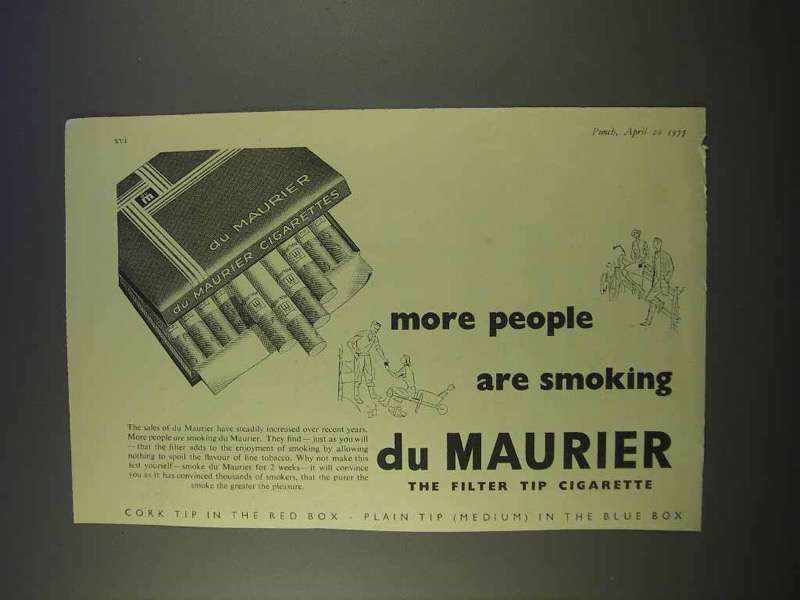 xvi
Punch, April 20 1955
du MAURIER
du MAURIER CIGARETTES
more people
are smoking
The sales of du Maurier have steadily increased over recent years.
More people are smoking du Maurier. They find—just as you will
—that the filter adds to the enjoyment of smoking by allowing
nothing to spoil the flavour of fine tobacco. Why not make this
test yourself—smoke du Maurier for 2 weeks—it will convince
you as it has convinced thousands of smokers, that the purer the
smoke the greater the pleasure.
du MAURIER
THE FILTER TIP CIGARETTE
CORK TIP IN THE RED BOX - PLAIN TIP (MEDIUM) IN THE BLUE BOX